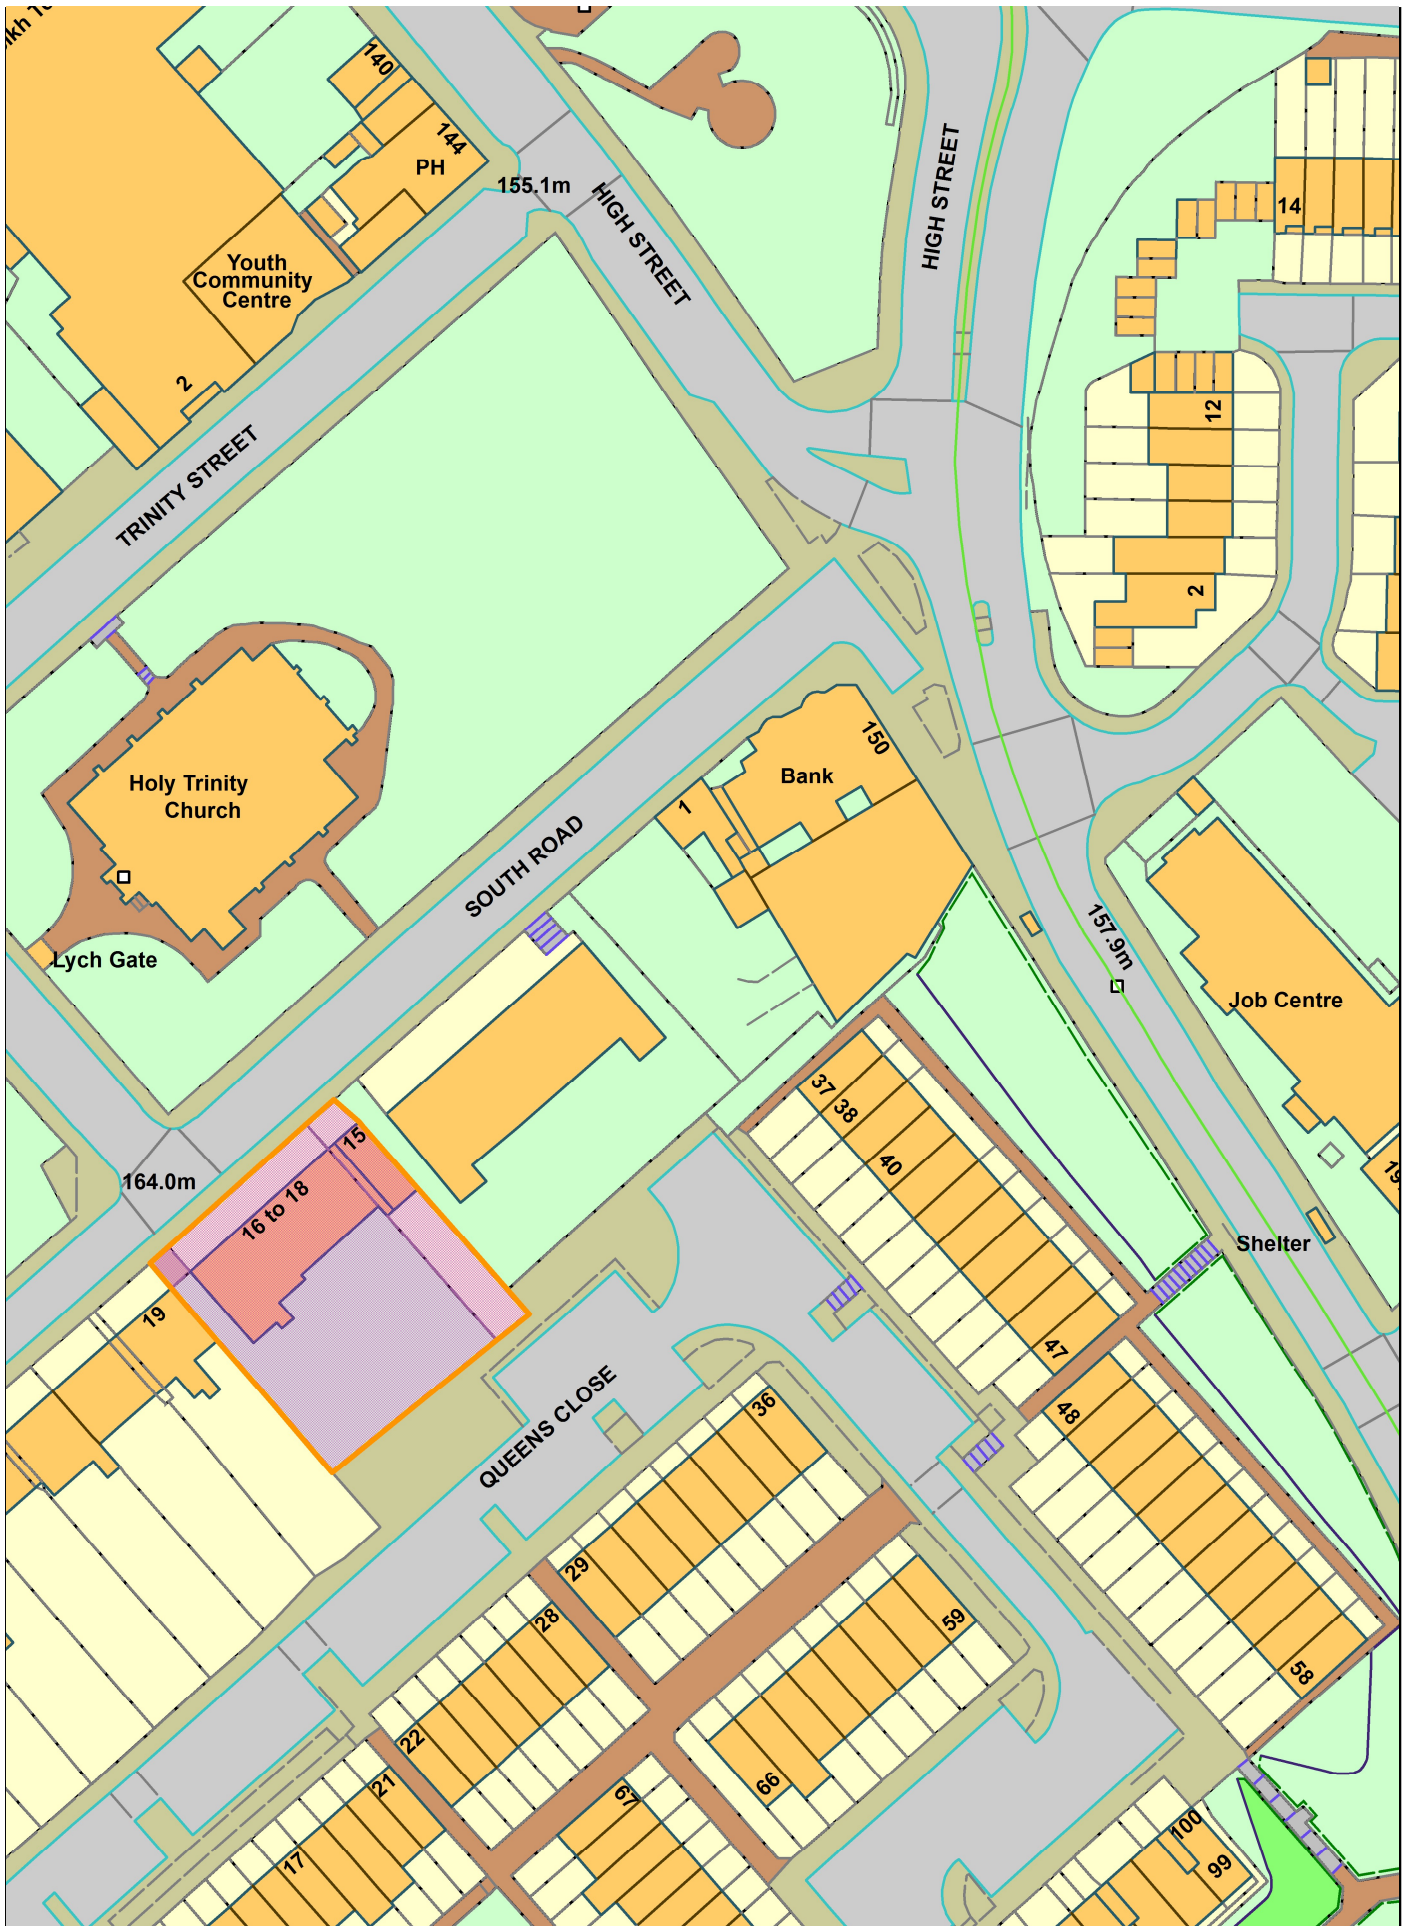 140
144
PH
155.1m
HIGH STREET
HIGH STREET
14
Youth
Community
Centre
2
12
TRINITY STREET
2
150
Bank
1
Holy Trinity
Church
SOUTH ROAD
157.9m
Lych Gate
Job Centre
37
38
15
40
164.0m
16 to 18
19
Shelter
47
QUEENS CLOSE
36
48
29
28
59
58
22
21
66
67
17
100
99